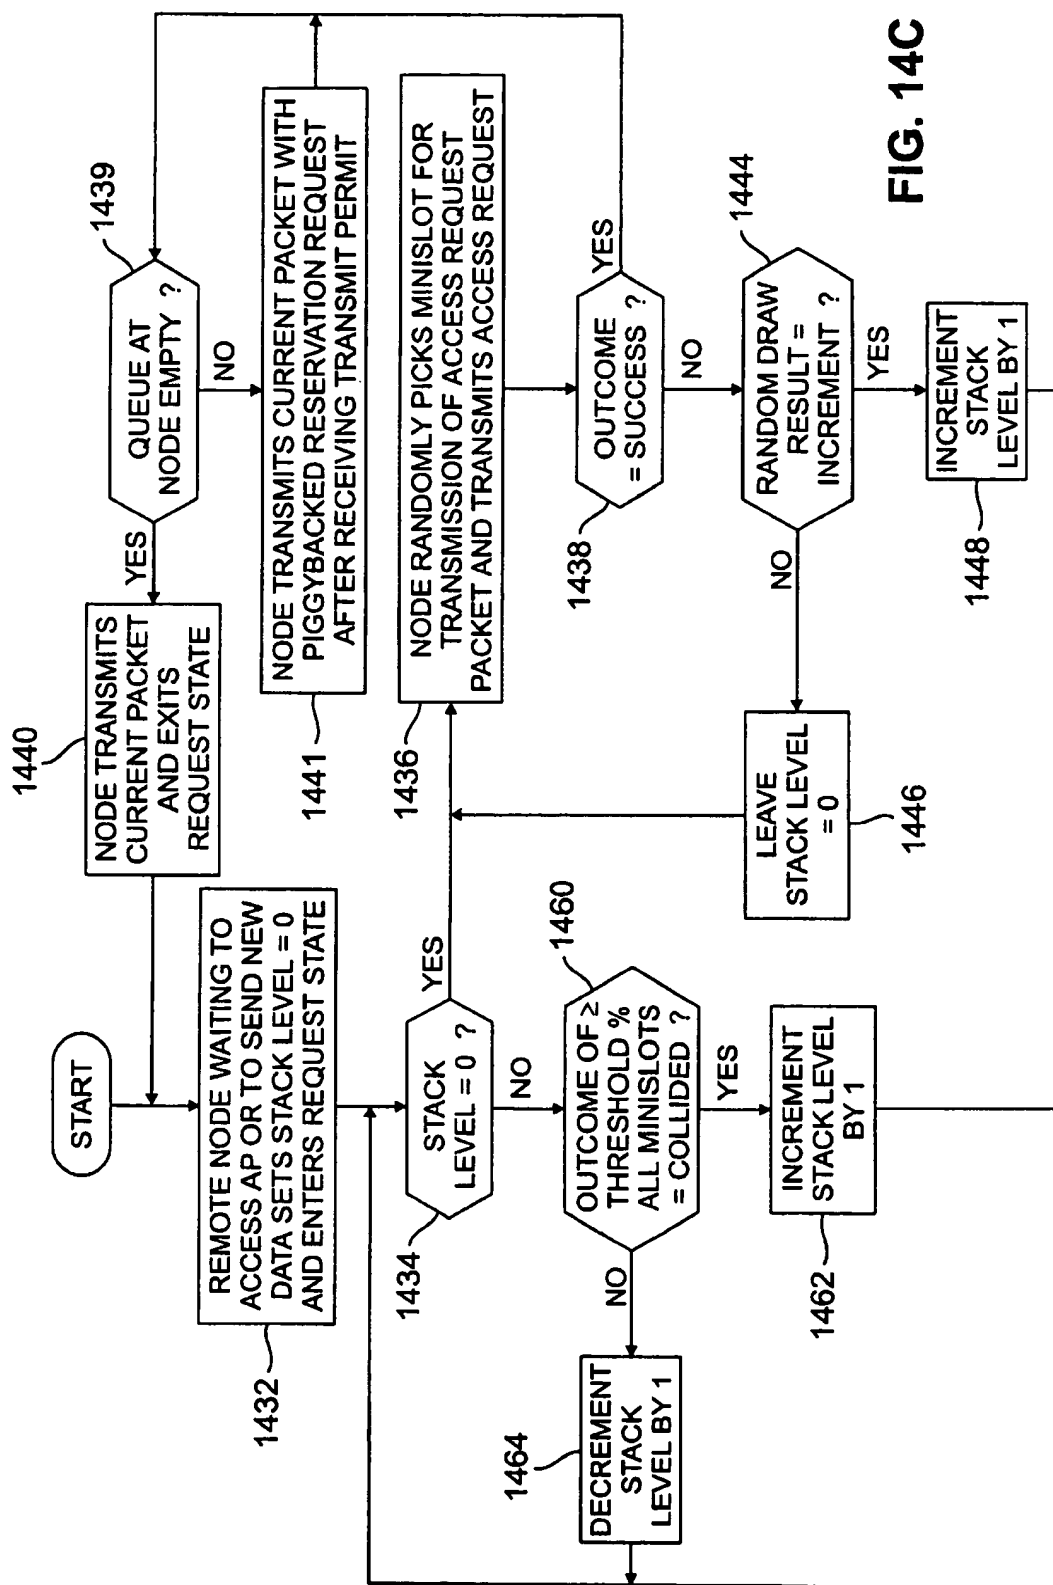 START
REMOTE NODE WAITING TO
ACCESS AP OR TO SEND NEW
DATA SETS STACK LEVEL = 0
AND ENTERS REQUEST STATE
1432
NODE TRANSMITS
CURRENT PACKET
AND EXITS
REQUEST STATE
1440
YES
QUEUE AT
NODE EMPTY ?
1439
NO
NODE TRANSMITS CURRENT PACKET WITH
PIGGYBACKED RESERVATION REQUEST
AFTER RECEIVING TRANSMIT PERMIT
1441
STACK
LEVEL = 0 ?
1434
YES
NO
NODE RANDOMLY PICKS MINISLOT FOR
TRANSMISSION OF ACCESS REQUEST
PACKET AND TRANSMITS ACCESS REQUEST
1436
OUTCOME
= SUCCESS ?
1438
YES
NO
OUTCOME OF ≥
THRESHOLD %
ALL MINISLOTS
= COLLIDED ?
1460
NO
YES
DECREMENT
STACK
LEVEL BY 1
1464
INCREMENT
STACK LEVEL
BY 1
1462
RANDOM DRAW
RESULT =
INCREMENT ?
1444
NO
YES
LEAVE
STACK LEVEL
= 0
1446
INCREMENT
STACK
LEVEL BY 1
1448
FIG. 14C